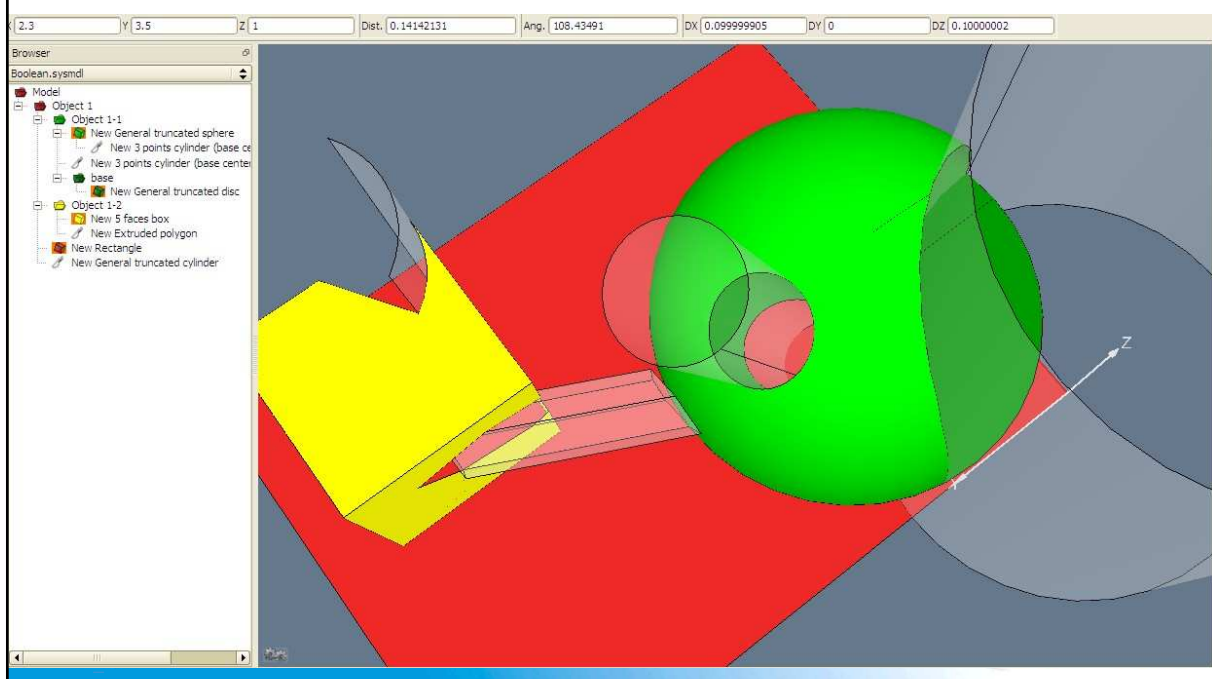 X 2.3 Y 3.5 Z 1 Dist. 0.14142131 Ang. 108.43491 DX 0.099999905 DY 0 DZ 0.10000002
Browser
Boolean.sysmdl
Model
Object 1
Object 1-1
New General truncated sphere
New 3 points cylinder (base ce
New 3 points cylinder (base center
base
New General truncated disc
Object 1-2
New 5 faces box
New Extruded polygon
New Rectangle
New General truncated cylinder
Z
X